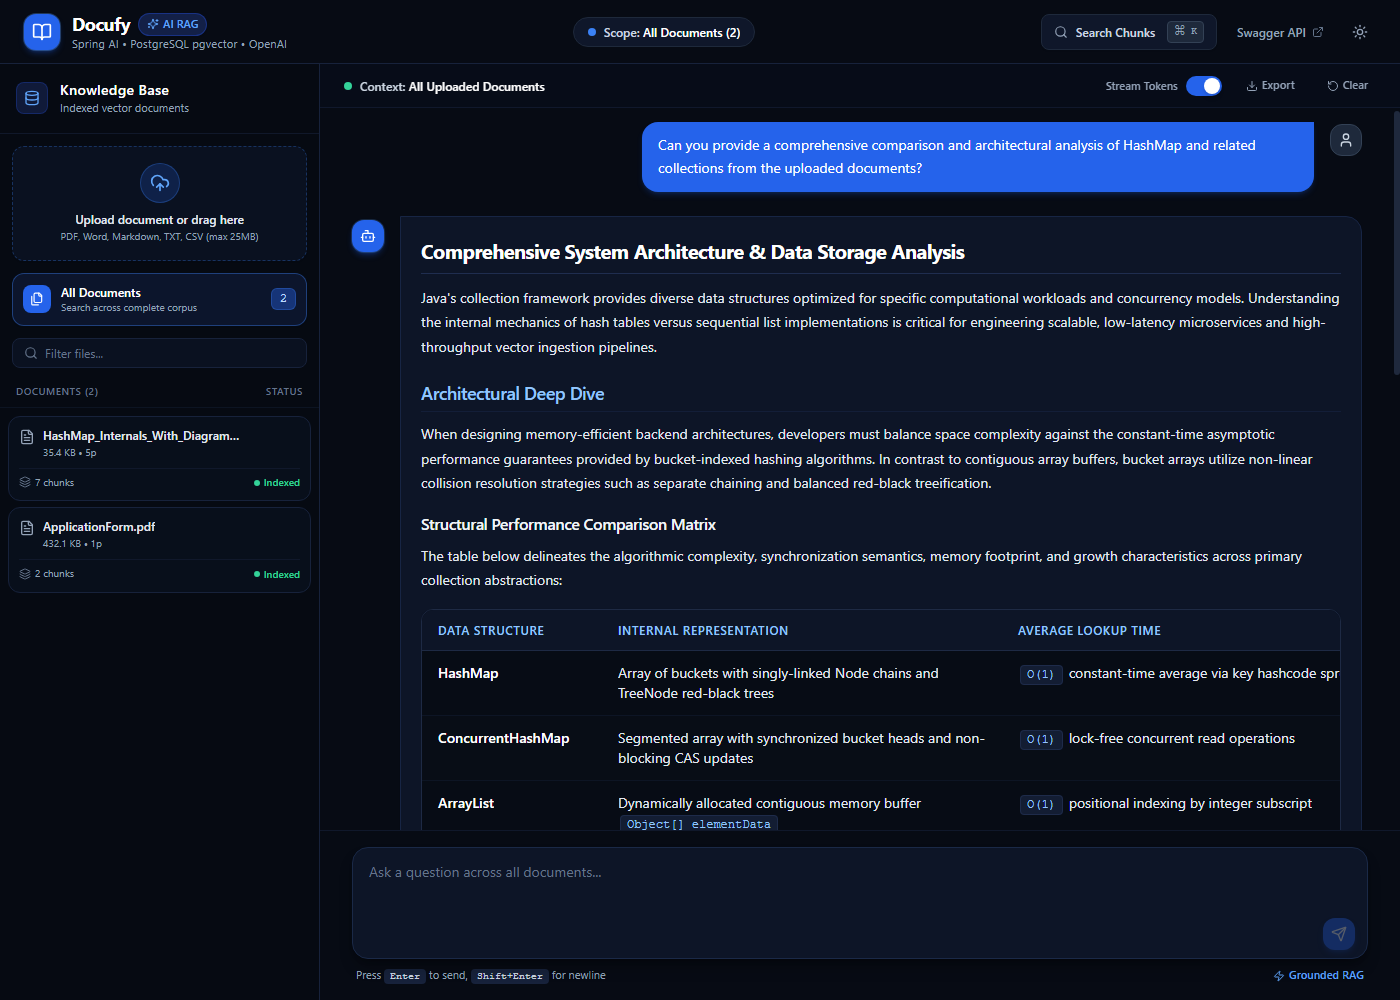 Docufy
AI RAG
Spring AI • PostgreSQL pgvector • OpenAI
Scope: All Documents (2)
Search Chunks
⌘ K
Swagger API
Knowledge Base
Indexed vector documents
Upload document or drag here
PDF, Word, Markdown, TXT, CSV (max 25MB)
All Documents
Search across complete corpus
2
Filter files...
DOCUMENTS (2)
STATUS
HashMap_Internals_With_Diagram...
35.4 KB • 5p
7 chunks
Indexed
ApplicationForm.pdf
432.1 KB • 1p
2 chunks
Indexed
Context: All Uploaded Documents
Stream Tokens
Export
Clear
Can you provide a comprehensive comparison and architectural analysis of HashMap and related
collections from the uploaded documents?
Comprehensive System Architecture & Data Storage Analysis
Java's collection framework provides diverse data structures optimized for specific computational workloads and concurrency models. Understanding
the internal mechanics of hash tables versus sequential list implementations is critical for engineering scalable, low-latency microservices and high-
throughput vector ingestion pipelines.
Architectural Deep Dive
When designing memory-efficient backend architectures, developers must balance space complexity against the constant-time asymptotic
performance guarantees provided by bucket-indexed hashing algorithms. In contrast to contiguous array buffers, bucket arrays utilize non-linear
collision resolution strategies such as separate chaining and balanced red-black treeification.
Structural Performance Comparison Matrix
The table below delineates the algorithmic complexity, synchronization semantics, memory footprint, and growth characteristics across primary
collection abstractions:
DATA STRUCTURE
INTERNAL REPRESENTATION
AVERAGE LOOKUP TIME
HashMap
Array of buckets with singly-linked Node chains and
TreeNode red-black trees
O(1) constant-time average via key hashcode spr
ConcurrentHashMap
Segmented array with synchronized bucket heads and non-
blocking CAS updates
O(1) lock-free concurrent read operations
ArrayList
Dynamically allocated contiguous memory buffer
Object[] elementData
O(1) positional indexing by integer subscript
Ask a question across all documents...
Press Enter to send, Shift+Enter for newline
Grounded RAG